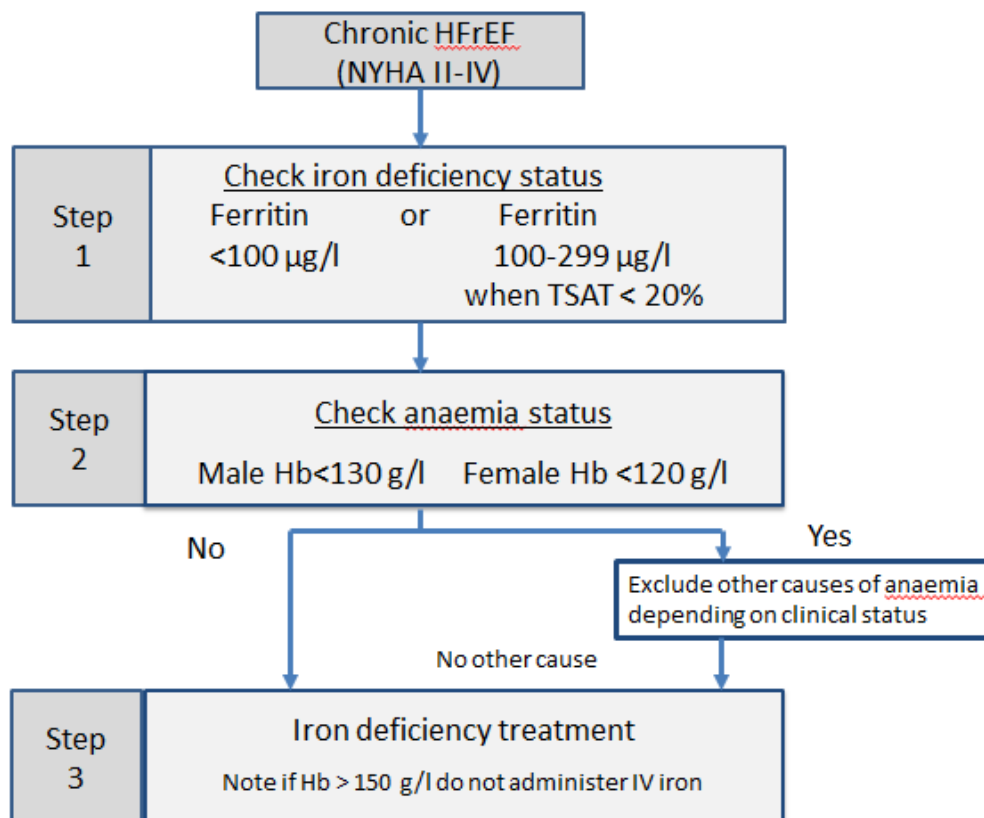 Chronic HFrEF
(NYHA II-IV)
Step
1
Check iron deficiency status
Ferritin or Ferritin
<100 µg/l 100-299 µg/l
when TSAT < 20%
Step
2
Check anaemia status
Male Hb<130 g/l Female Hb <120 g/l
No
Yes
Exclude other causes of anaemia
depending on clinical status
No other cause
Step
3
Iron deficiency treatment
Note if Hb > 150 g/l do not administer IV iron